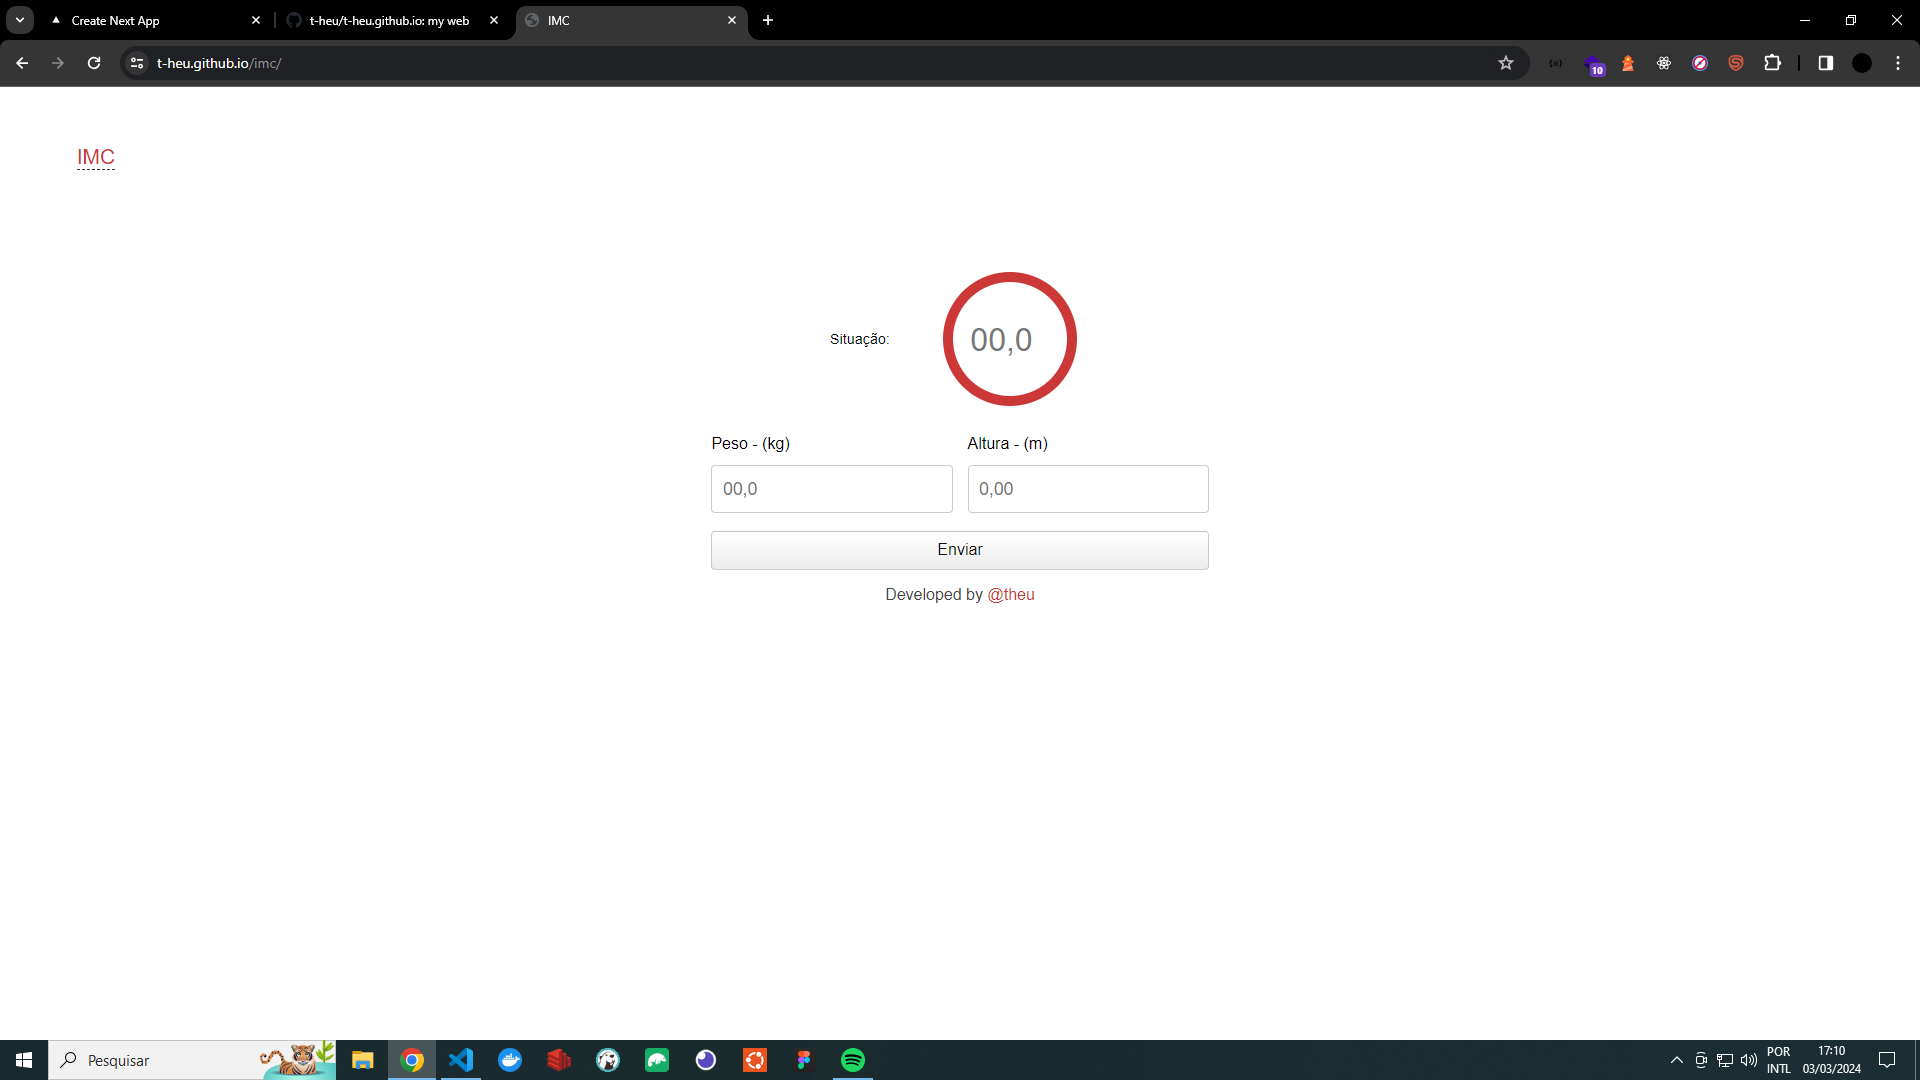 Create Next App
t-heu/t-heu.github.io: my web
IMC
t-heu.github.io/imc/
10
IMC
Situação:
00,0
Peso - (kg)
Altura - (m)
00,0
0,00
Enviar
Developed by @theu
Pesquisar
POR
INTL
17:10
03/03/2024